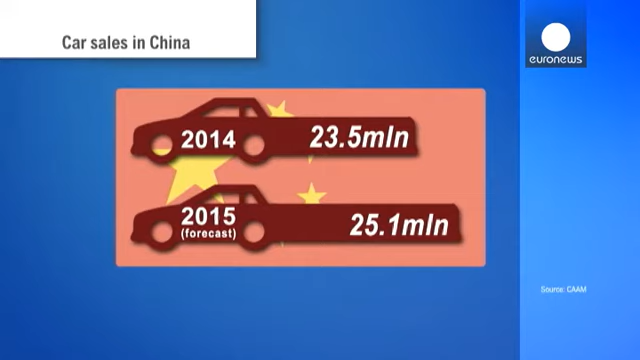 Car sales in China
euronews
2014 23.5mln
2015 25.1mln
(forecast)
Source: CAAM